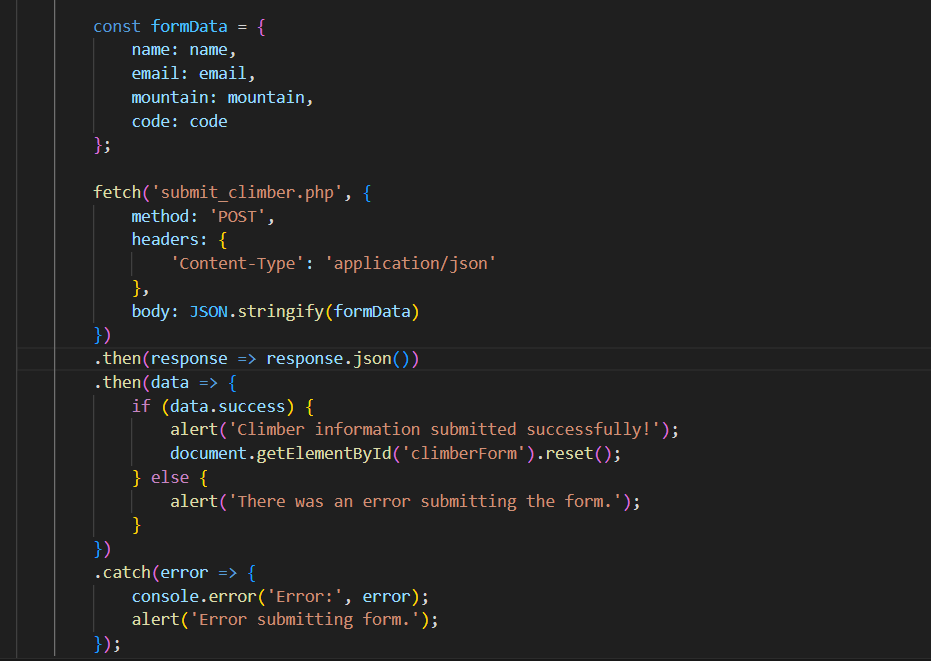 const formData = {
    name: name,
    email: email,
    mountain: mountain,
    code: code
};

fetch('submit_climber.php', {
    method: 'POST',
    headers: {
        'Content-Type': 'application/json'
    },
    body: JSON.stringify(formData)
})
.then(response => response.json())
.then(data => {
    if (data.success) {
        alert('Climber information submitted successfully!');
        document.getElementById('climberForm').reset();
    } else {
        alert('There was an error submitting the form.');
    }
})
.catch(error => {
    console.error('Error:', error);
    alert('Error submitting form.');
});